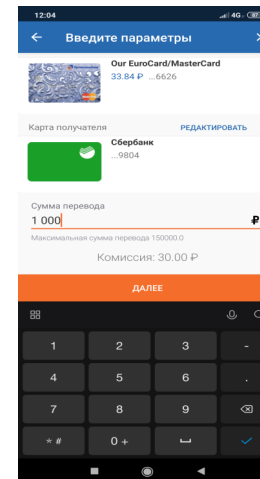 12:04
4G
Введите парам
етры
Our EuroCard/MasterCard
33.84 ₽ ...6626
Карта получателя РЕДАКТИРОВАТЬ
Сбербанк
...9804
Сумма перевода
1 000 ₽
Максимальная сумма перевода 150000.0
Комиссия: 30.00 ₽
ДАЛЕЕ
1 2 3 -
4 5 6 .
7 8 9
* # 0 +